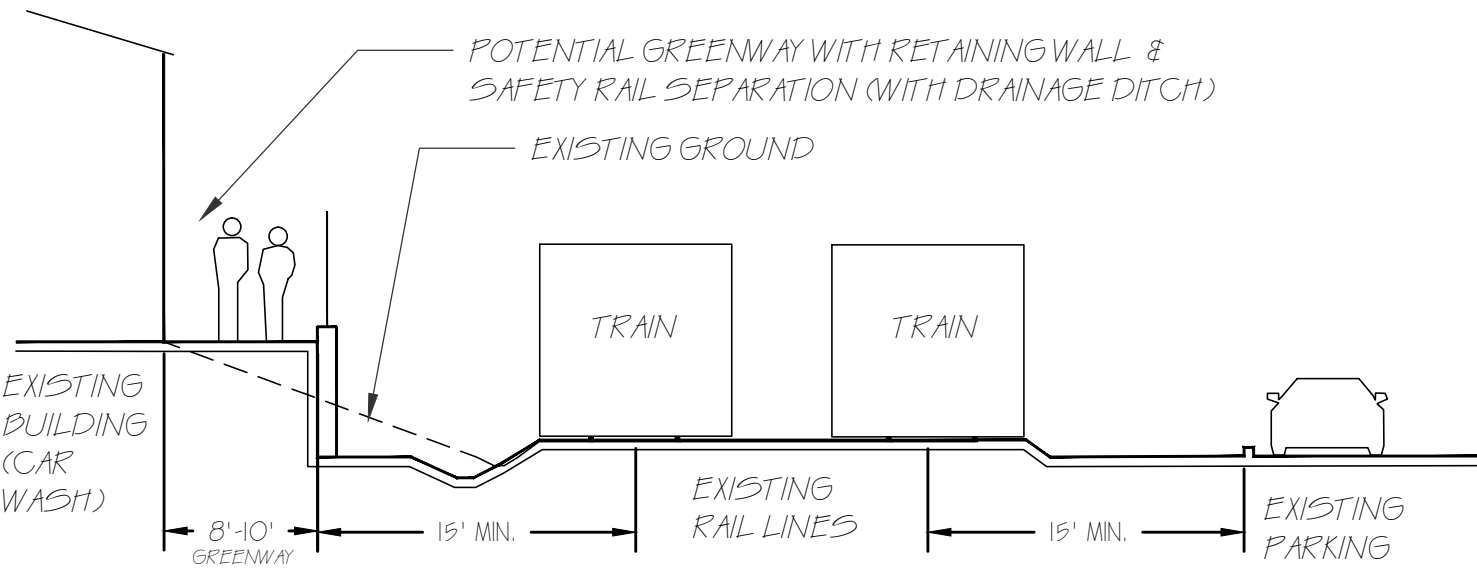 POTENTIAL GREENWAY WITH RETAINING WALL &
SAFETY RAIL SEPARATION (WITH DRAINAGE DITCH)
EXISTING GROUND
TRAIN
TRAIN
EXISTING
BUILDING
(CAR
WASH)
8'-10'
GREENWAY
15' MIN.
EXISTING
RAIL LINES
15' MIN.
EXISTING
PARKING